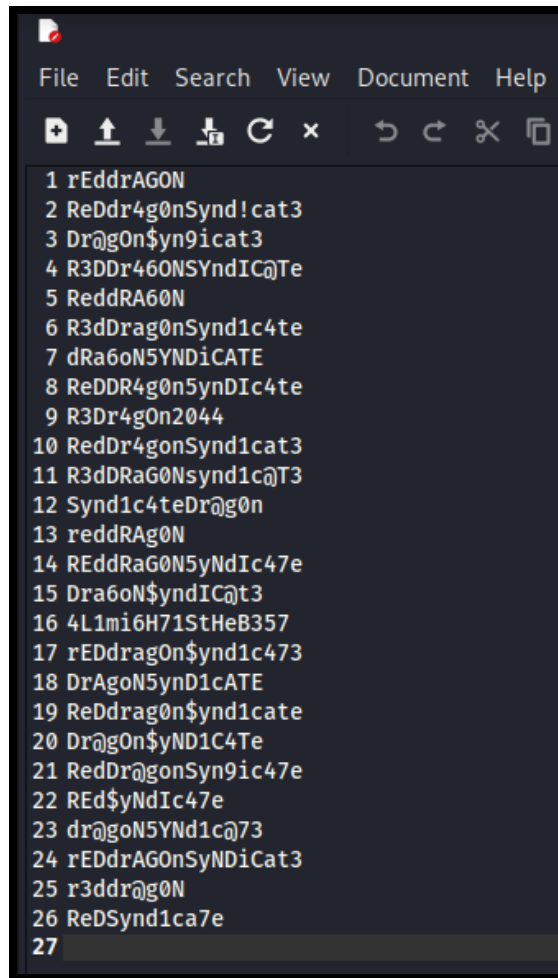 File Edit Search View Document Help
1 rEddrAGON
2 ReDdr4g0nSynd!cat3
3 Dr@gOn$yn9icat3
4 R3DDr46ONSYndIC@Te
5 ReddRA60N
6 R3dDrag0nSynd1c4te
7 dRa6oN5YNDiCATE
8 ReDDR4g0n5ynDIc4te
9 R3Dr4gOn2044
10 RedDr4gonSynd1cat3
11 R3dDRaG0Nsynd1c@T3
12 Synd1c4teDr@g0n
13 reddRAg0N
14 REddRaG0N5yNdIc47e
15 Dra6oN$yndIC@t3
16 4L1mi6H71StHeB357
17 rEDdragOn$ynd1c473
18 DrAgoN5ynD1cATE
19 ReDdrag0n$ynd1cate
20 Dr@gOn$yND1C4Te
21 RedDr@gonSyn9ic47e
22 REd$yNdIc47e
23 dr@goN5YNd1c@73
24 rEDdrAGOnSyNDiCat3
25 r3ddr@g0N
26 ReDSynd1ca7e
27